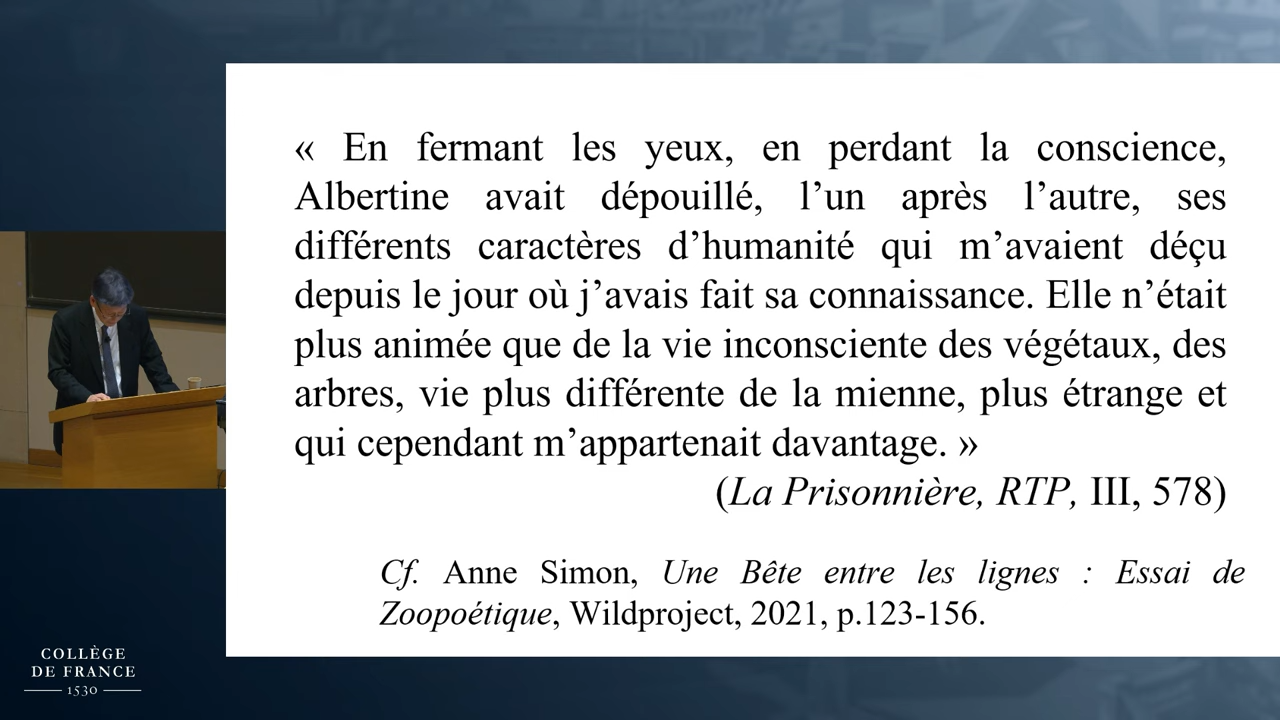 « En fermant les yeux, en perdant la conscience,
Albertine avait dépouillé, l’un après l’autre, ses
différents caractères d’humanité qui m’avaient déçu
depuis le jour où j’avais fait sa connaissance. Elle n’était
plus animée que de la vie inconsciente des végétaux, des
arbres, vie plus différente de la mienne, plus étrange et
qui cependant m’appartenait davantage. »
(La Prisonnière, RTP, III, 578)
Cf. Anne Simon, Une Bête entre les lignes : Essai de
Zoopoétique, Wildproject, 2021, p.123-156.
COLLÈGE
DE FRANCE
1530